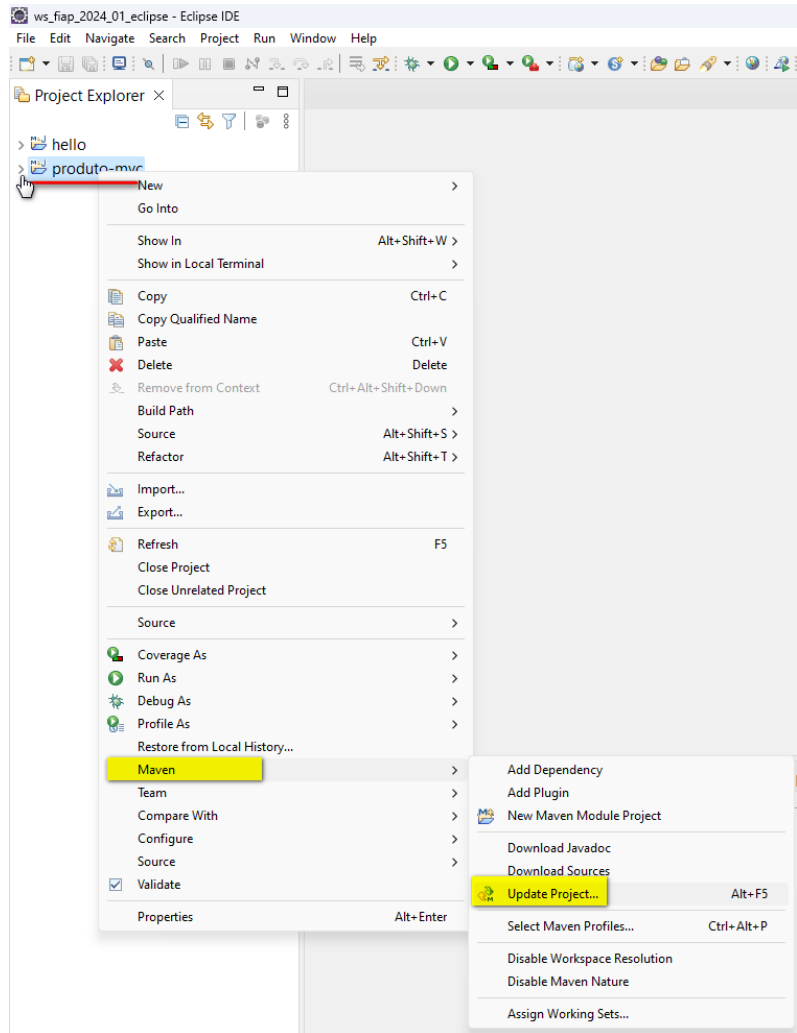 ws_fiap_2024_01_eclipse - Eclipse IDE
File Edit Navigate Search Project Run Window Help
Project Explorer
hello
produto-mvc
New
Go Into
Show In Alt+Shift+W
Show in Local Terminal
Copy Ctrl+C
Copy Qualified Name
Paste Ctrl+V
Delete Delete
Remove from Context Ctrl+Alt+Shift+Down
Build Path
Source Alt+Shift+S
Refactor Alt+Shift+T
Import...
Export...
Refresh F5
Close Project
Close Unrelated Project
Source
Coverage As
Run As
Debug As
Profile As
Restore from Local History...
Maven
Team
Compare With
Configure
Source
Validate
Properties Alt+Enter
Add Dependency
Add Plugin
New Maven Module Project
Download Javadoc
Download Sources
Update Project... Alt+F5
Select Maven Profiles... Ctrl+Alt+P
Disable Workspace Resolution
Disable Maven Nature
Assign Working Sets...